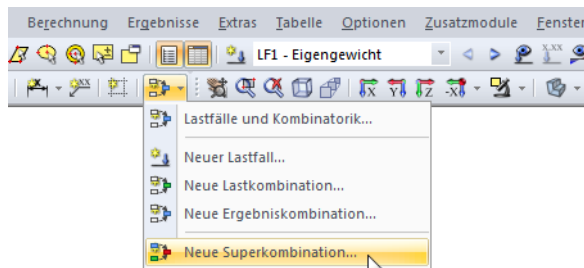 Berechnung Ergebnisse Extras Tabelle Optionen Zusatzmodule Fenster
LF1 - Eigengewicht
Lastfälle und Kombinatorik...
Neuer Lastfall...
Neue Lastkombination...
Neue Ergebniskombination...
Neue Superkombination...